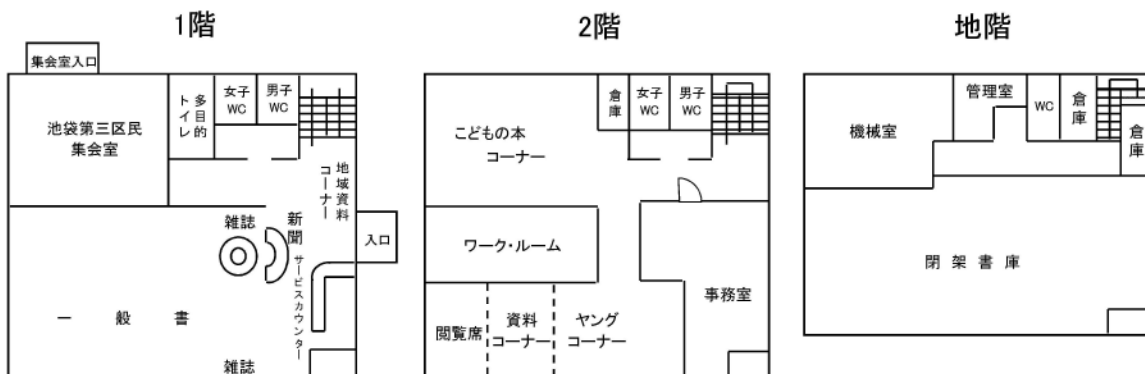 1階
集会室入口
池袋第三区民
集会室
多目的
トイレ
女子
WC
男子
WC
地域資料
コーナー
雑誌
新聞
入口
サービスカウンター
一般書
雑誌
2階
こどもの本
コーナー
倉庫
女子
WC
男子
WC
ワーク・ルーム
事務室
閲覧席
資料
コーナー
ヤング
コーナー
地階
機械室
管理室
WC
倉庫
倉庫
閉架書庫